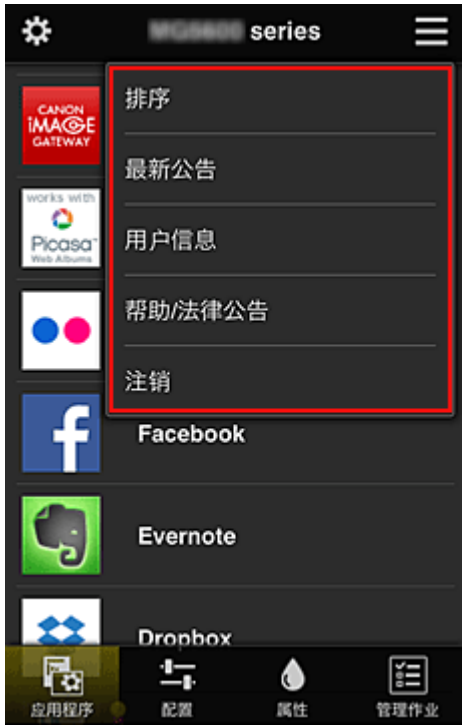 series
排序
CANON
iMAGE
GATEWAY
最新公告
works with
Picasa
Web Albums
用户信息
帮助/法律公告
注销
Facebook
Evernote
Dropbox
应用程序
配置
属性
管理作业